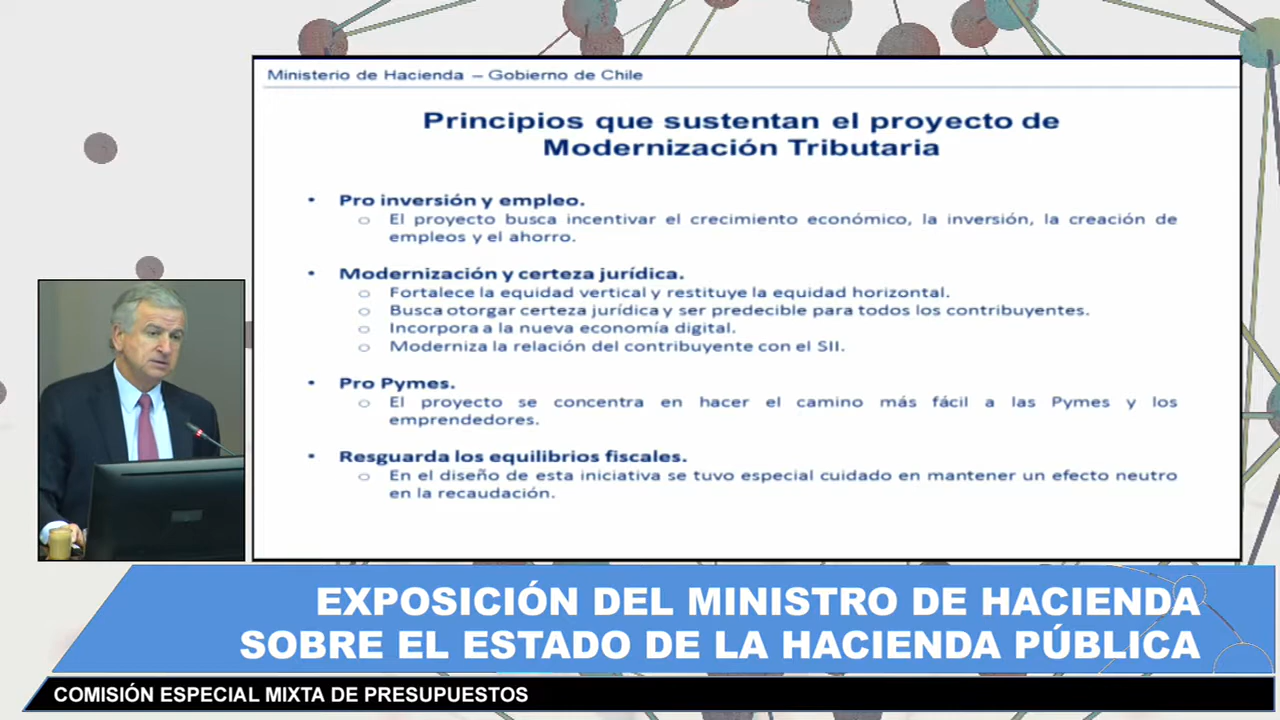 Ministerio de Hacienda – Gobierno de Chile
Principios que sustentan el proyecto de
Modernización Tributaria
• Pro inversión y empleo.
o El proyecto busca incentivar el crecimiento económico, la inversión, la creación de
empleos y el ahorro.
• Modernización y certeza jurídica.
o Fortalece la equidad vertical y restituye la equidad horizontal.
o Busca otorgar certeza jurídica y ser predecible para todos los contribuyentes.
o Incorpora a la nueva economía digital.
o Moderniza la relación del contribuyente con el SII.
• Pro Pymes.
o El proyecto se concentra en hacer el camino más fácil a las Pymes y los
emprendedores.
• Resguarda los equilibrios fiscales.
o En el diseño de esta iniciativa se tuvo especial cuidado en mantener un efecto neutro
en la recaudación.
EXPOSICIÓN DEL MINISTRO DE HACIENDA
SOBRE EL ESTADO DE LA HACIENDA PÚBLICA
COMISIÓN ESPECIAL MIXTA DE PRESUPUESTOS